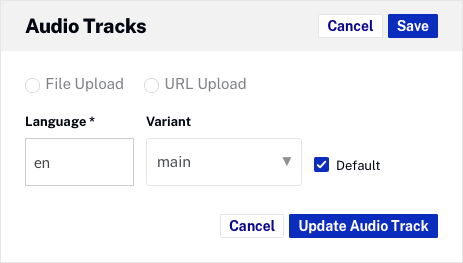 Audio Tracks
Cancel
Save
File Upload
URL Upload
Language *
Variant
en
main
Default
Cancel
Update Audio Track